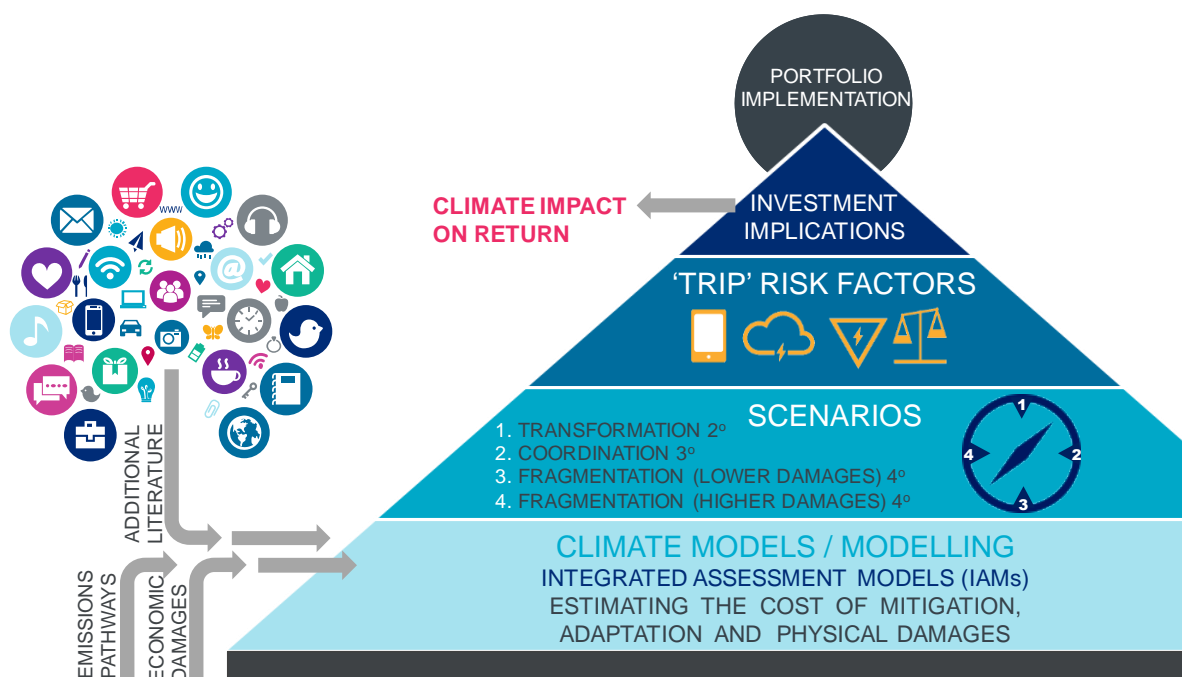 PORTFOLIO
IMPLEMENTATION
CLIMATE IMPACT
ON RETURN
INVESTMENT
IMPLICATIONS
‘TRIP’ RISK FACTORS
SCENARIOS
1. TRANSFORMATION 2º
2. COORDINATION 3º
3. FRAGMENTATION (LOWER DAMAGES) 4º
4. FRAGMENTATION (HIGHER DAMAGES) 4º
1
2
3
4
CLIMATE MODELS / MODELLING
INTEGRATED ASSESSMENT MODELS (IAMs)
ESTIMATING THE COST OF MITIGATION,
ADAPTATION AND PHYSICAL DAMAGES
www
@
ADDITIONAL
LITERATURE
EMISSIONS
PATHWAYS
ECONOMIC
DAMAGES